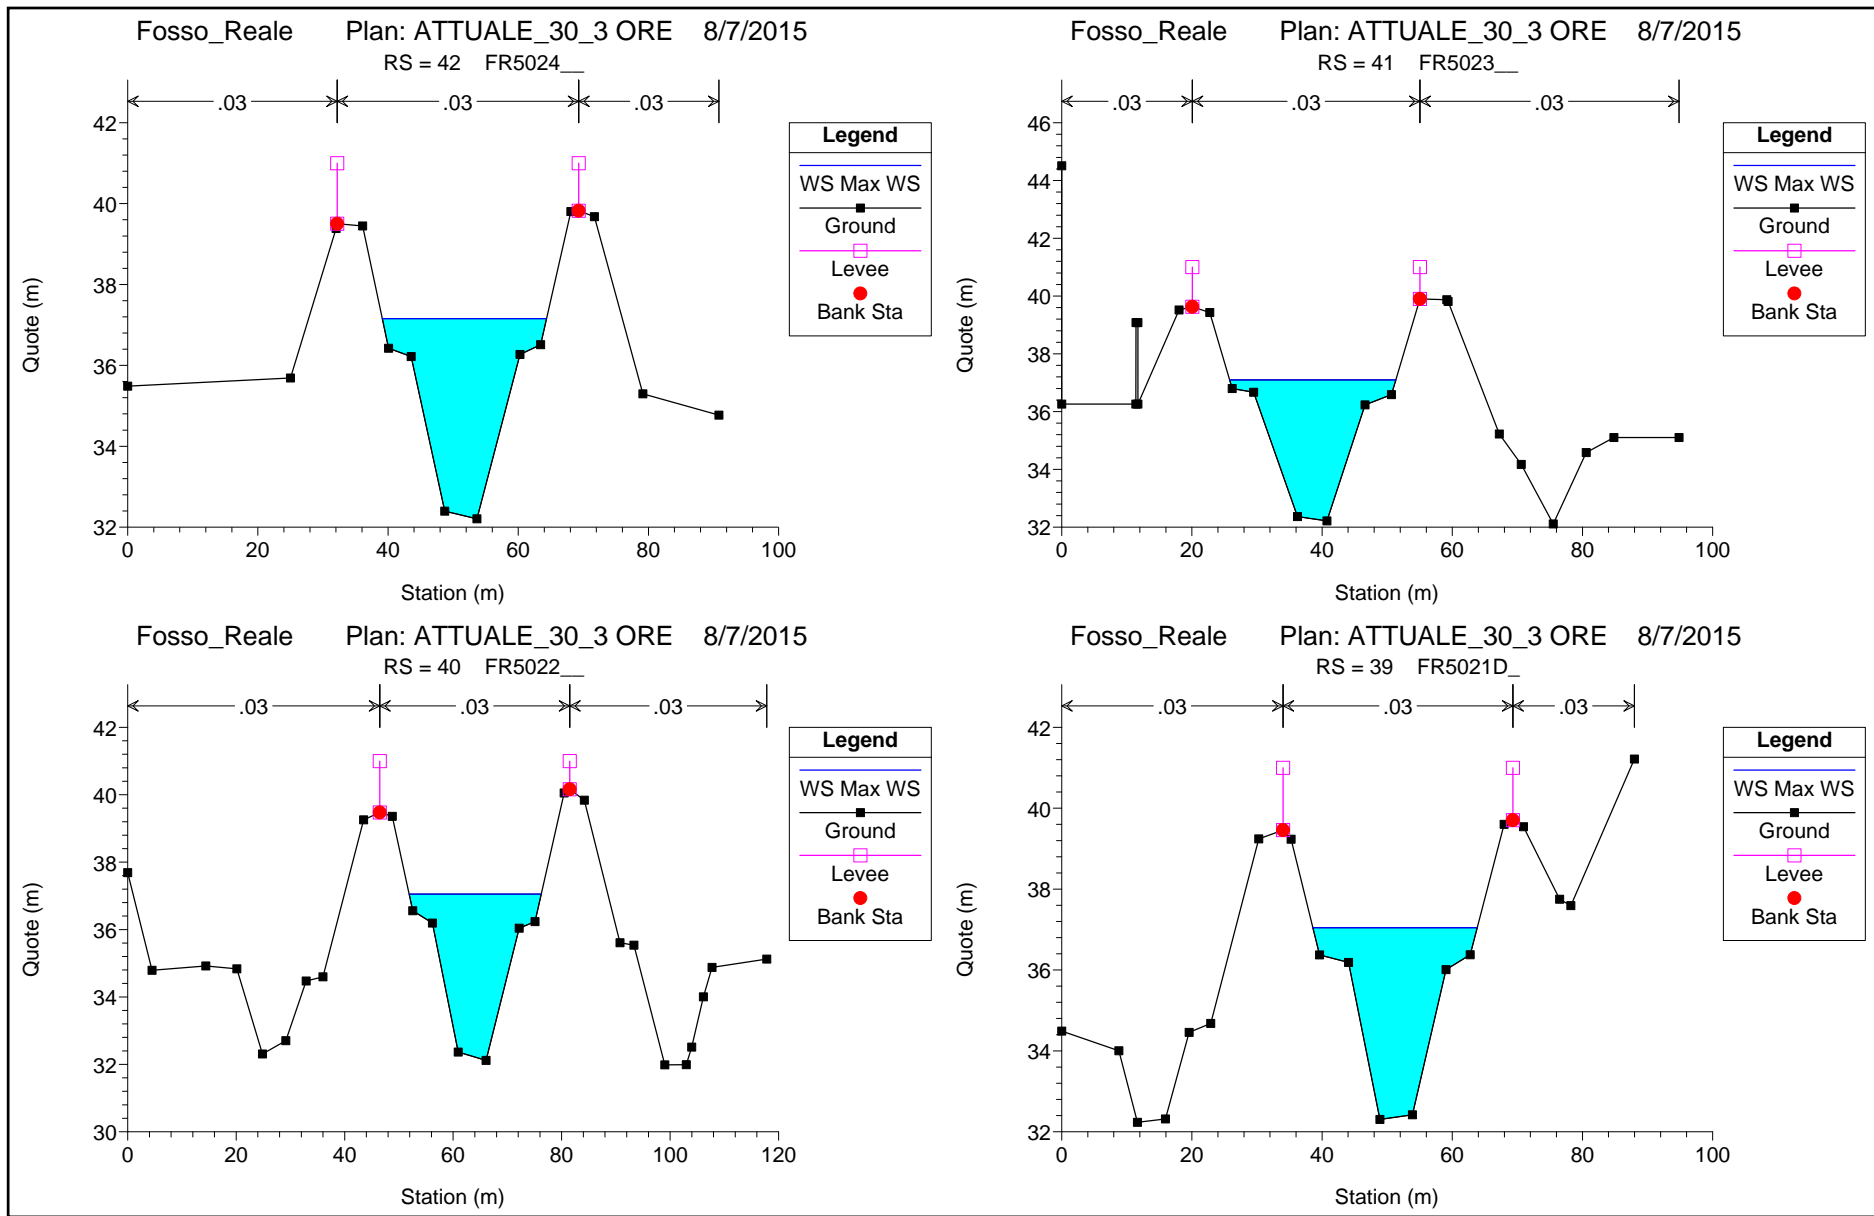 Fosso_Reale Plan: ATTUALE_30_3 ORE 8/7/2015
RS = 42 FR5024__
.03 .03 .03
42
40
38
36
34
32
0 20 40 60 80 100
Station (m)
Quote (m)
Legend
WS Max WS
Ground
Levee
Bank Sta
Fosso_Reale Plan: ATTUALE_30_3 ORE 8/7/2015
RS = 41 FR5023__
.03 .03 .03
46
44
42
40
38
36
34
32
0 20 40 60 80 100
Station (m)
Quote (m)
Legend
WS Max WS
Ground
Levee
Bank Sta
Fosso_Reale Plan: ATTUALE_30_3 ORE 8/7/2015
RS = 40 FR5022__
.03 .03 .03
42
40
38
36
34
32
30
0 20 40 60 80 100 120
Station (m)
Quote (m)
Legend
WS Max WS
Ground
Levee
Bank Sta
Fosso_Reale Plan: ATTUALE_30_3 ORE 8/7/2015
RS = 39 FR5021D_
.03 .03 .03
42
40
38
36
34
32
0 20 40 60 80 100
Station (m)
Quote (m)
Legend
WS Max WS
Ground
Levee
Bank Sta